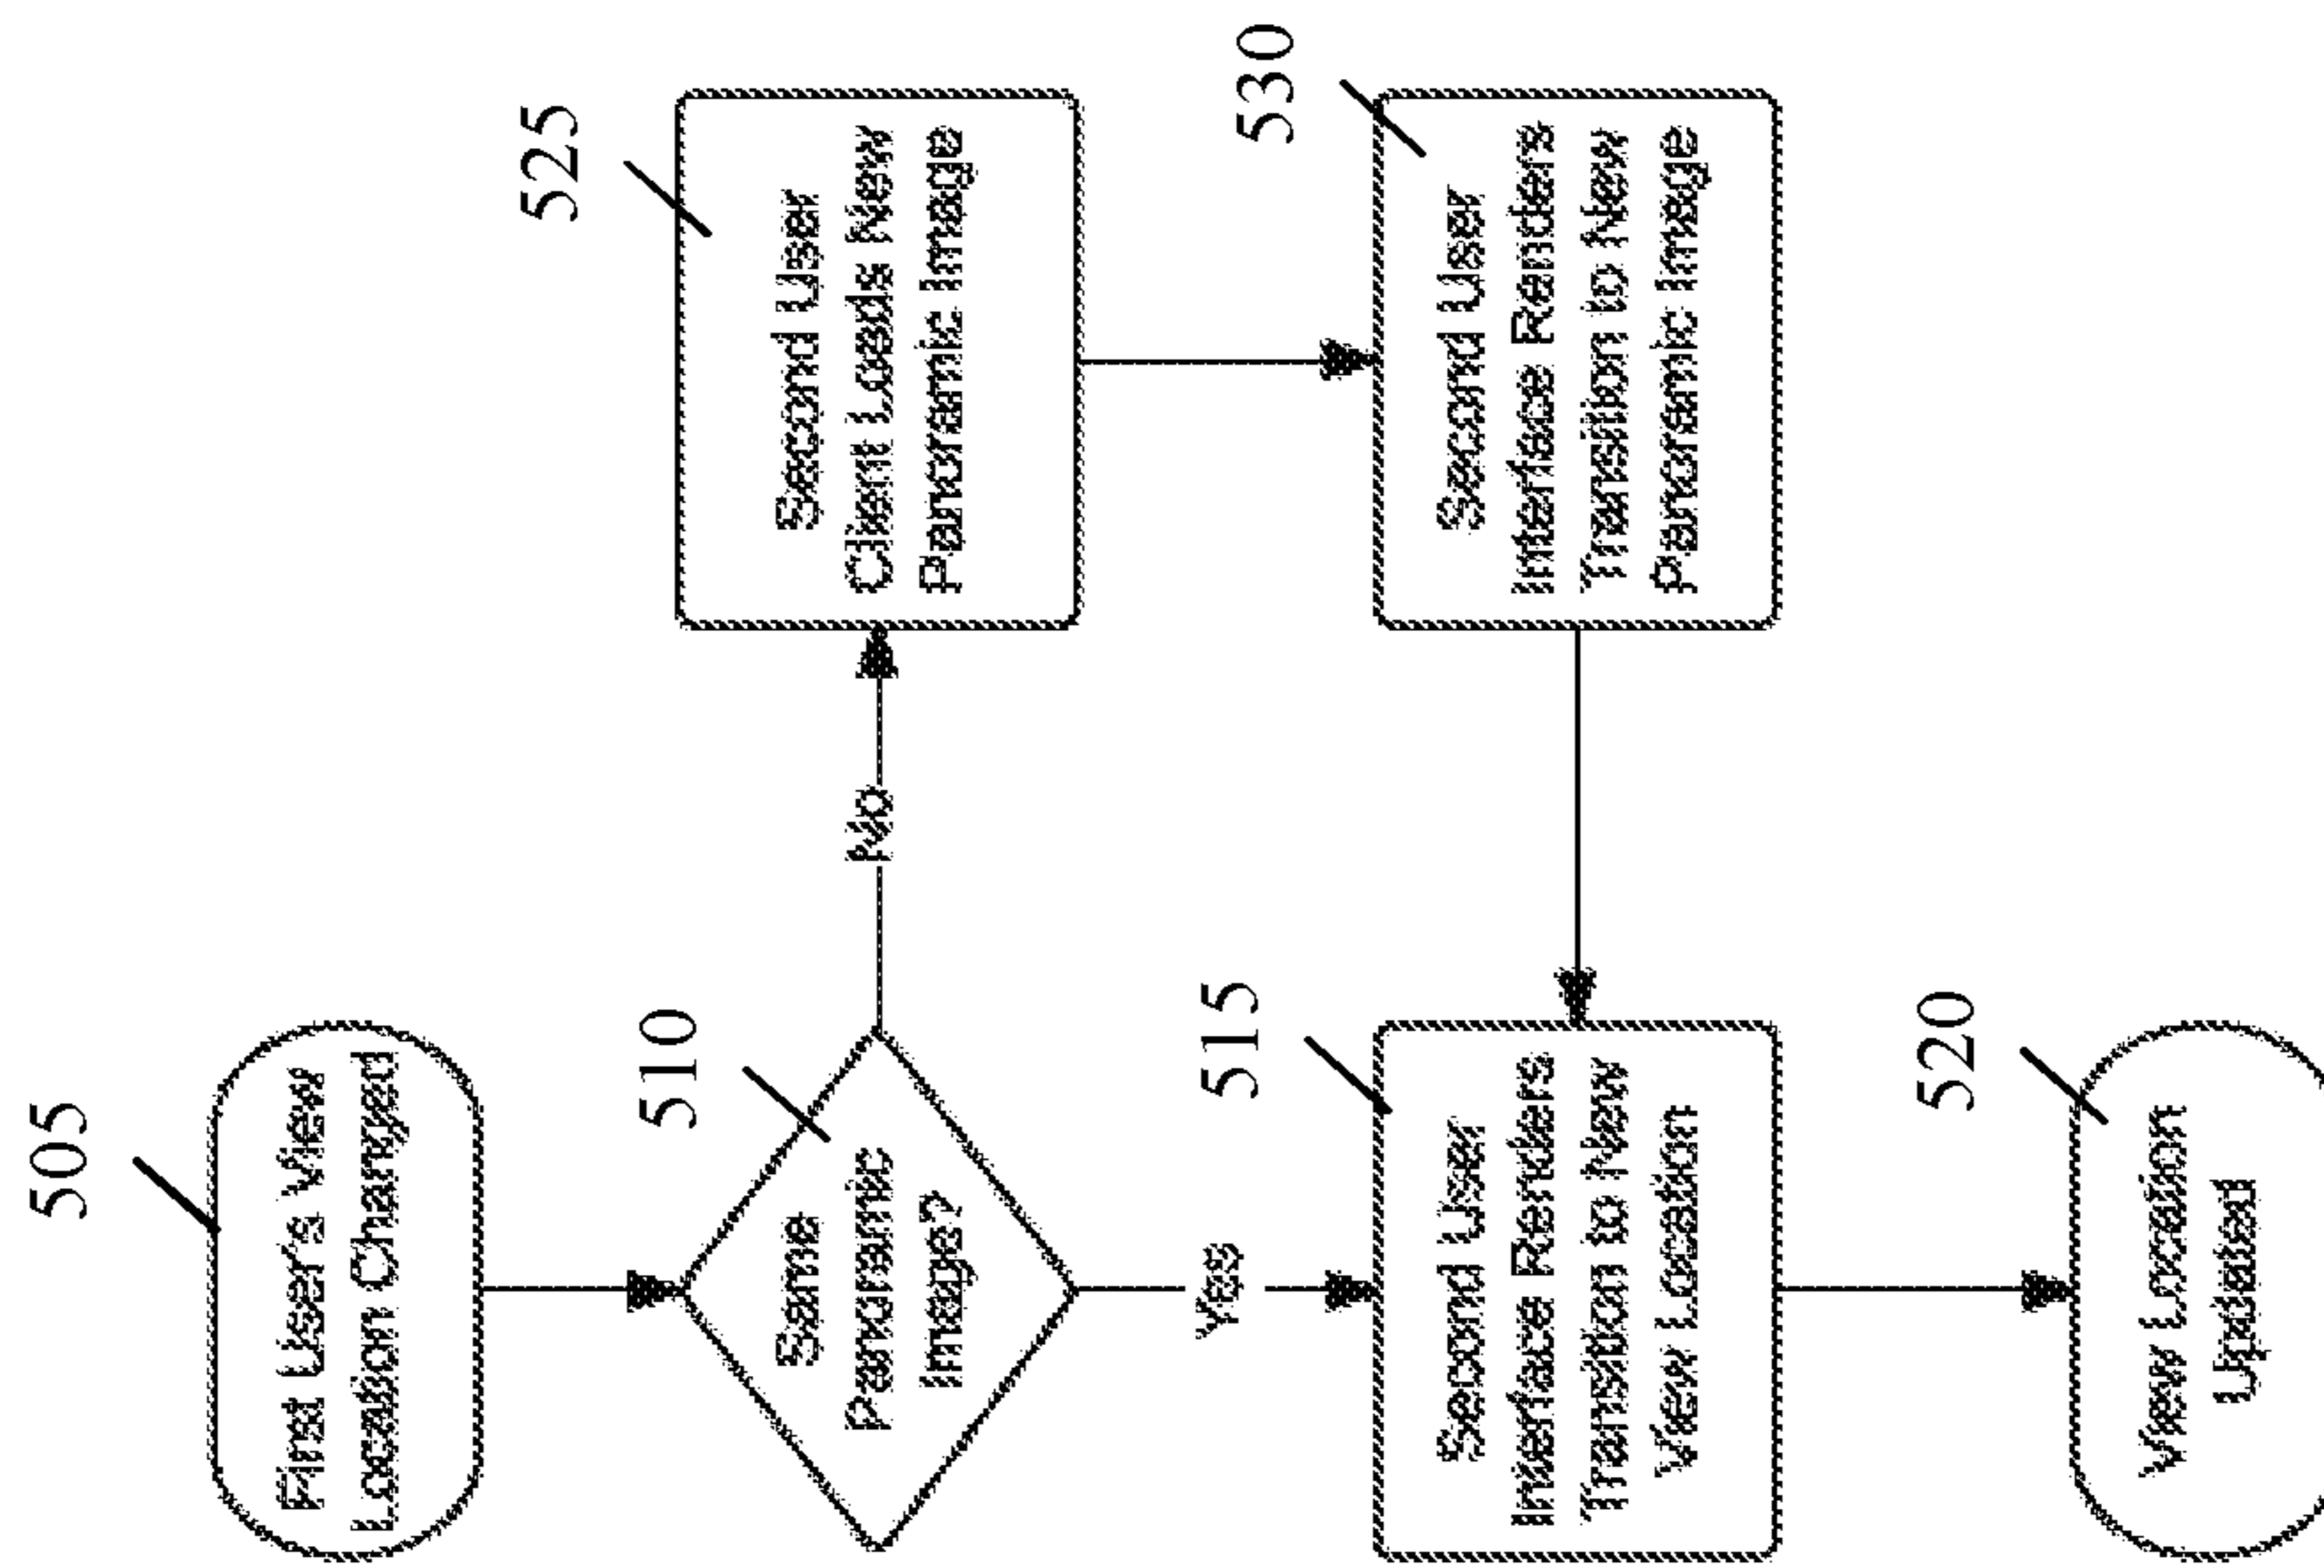 505
First User's View
Location Changed
510
Same
Panoramic
Image?
No
525
Second User
Client Loads New
Panoramic Image
Yes
515
Second User
Interface Renders
Transition to New
View Location
530
Second User
Interface Renders
Transition to New
Panoramic Image
520
View Location
Updated